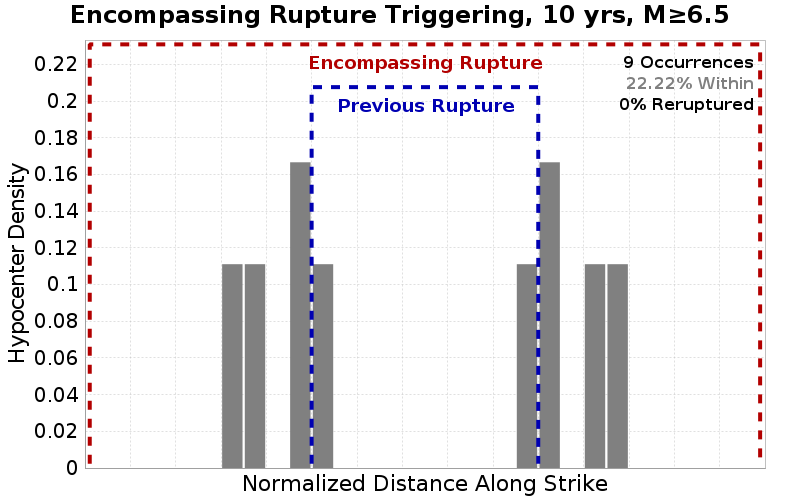 Encompassing Rupture Triggering, 10 yrs, M≥6.5
Encompassing Rupture
Previous Rupture
9 Occurrences
22.22% Within
0% Reruptured
Hypocenter Density
0.22
0.2
0.18
0.16
0.14
0.12
0.1
0.08
0.06
0.04
0.02
0
Normalized Distance Along Strike